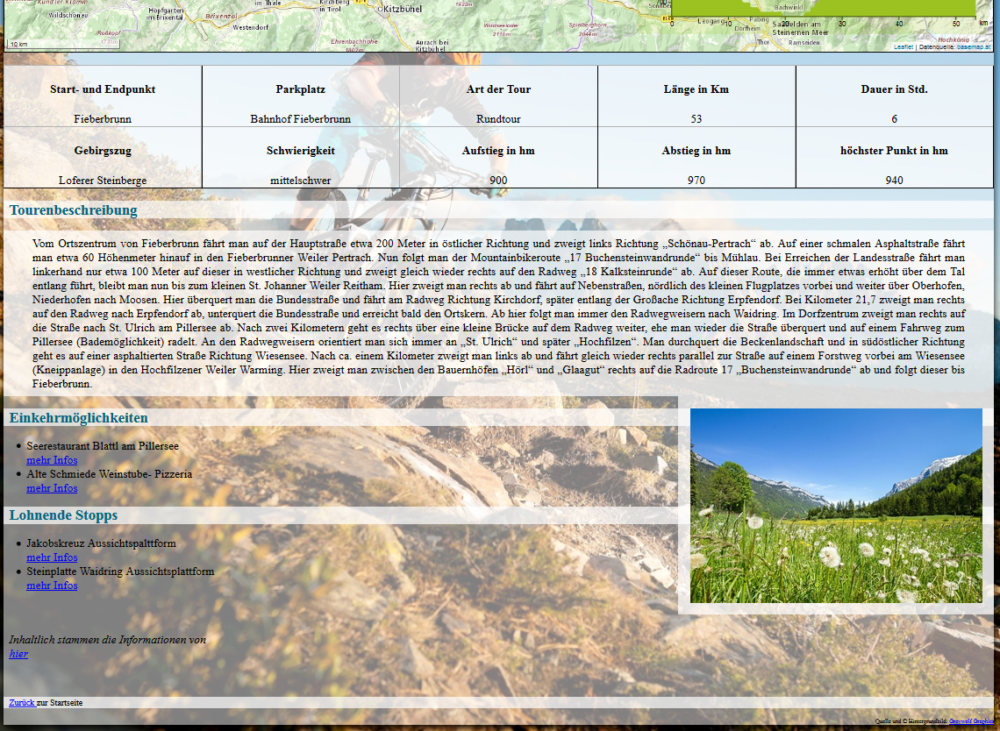 Kundler Klamm
Wildschönau
Hopfgarten
im Brixental
Brixental
im Thale
Westendorf
Kirchberg
in Tirol
Kitzbühel
1922m
Ehrenbachhöhe
1802m
Aurach bei
Kitzbühel
Wildseeloder
2118m
Spielberghorn
2044m
Leogang
Badwinkl
Pabing
Dorfheim
Saalfelden am
Steinernen Meer
Thor
Ramseiden
Hochkönig
Roßkopf
1731m
700
0 10 20 30 40 50 km
10 km
Leaflet | Datenquelle: basemap.at
Start- und Endpunkt Parkplatz Art der Tour Länge in Km Dauer in Std.
Fieberbrunn Bahnhof Fieberbrunn Rundtour 53 6
Gebirgszug Schwierigkeit Aufstieg in hm Abstieg in hm höchster Punkt in hm
Loferer Steinberge mittelschwer 900 970 940
Tourenbeschreibung
Vom Ortszentrum von Fieberbrunn fährt man auf der Hauptstraße etwa 200 Meter in östlicher Richtung und zweigt links Richtung „Schönau-Pertrach“ ab. Auf einer schmalen Asphaltstraße fährt
man etwa 60 Höhenmeter hinauf in den Fieberbrunner Weiler Pertrach. Nun folgt man der Mountainbikeroute „17 Buchensteinwandrunde“ bis Mühlau. Bei Erreichen der Landesstraße fährt man
linkerhand nur etwa 100 Meter auf dieser in westlicher Richtung und zweigt gleich wieder rechts auf den Radweg „18 Kalksteinrunde“ ab. Auf dieser Route, die immer etwas erhöht über dem Tal
entlang führt, bleibt man nun bis zum kleinen St. Johanner Weiler Reitham. Hier zweigt man rechts ab und fährt auf Nebenstraßen, nördlich des kleinen Flugplatzes vorbei und weiter über Oberhofen,
Niederhofen nach Moosen. Hier überquert man die Bundesstraße und fährt am Radweg Richtung Kirchdorf, später entlang der Großache Richtung Erpfendorf. Bei Kilometer 21,7 zweigt man rechts
auf den Radweg nach Erpfendorf ab, unterquert die Bundesstraße und erreicht bald den Ortskern. Ab hier folgt man immer den Radwegweisern nach Waidring. Im Dorfzentrum zweigt man rechts auf
die Straße nach St. Ulrich am Pillersee ab. Nach zwei Kilometern geht es rechts über eine kleine Brücke auf dem Radweg weiter, ehe man wieder die Straße überquert und auf einem Fahrweg zum
Pillersee (Bademöglichkeit) radelt. An den Radwegweisern orientiert man sich immer an „St. Ulrich“ und später „Hochfilzen“. Man durchquert die Beckenlandschaft und in südöstlicher Richtung
geht es auf einer asphaltierten Straße Richtung Wiesensee. Nach ca. einem Kilometer zweigt man links ab und fährt gleich wieder rechts parallel zur Straße auf einem Forstweg vorbei am Wiesensee
(Kneippanlage) in den Hochfilzener Weiler Warming. Hier zweigt man zwischen den Bauernhöfen „Hörl“ und „Glaagut“ rechts auf die Radroute 17 „Buchensteinwandrunde“ ab und folgt dieser bis
Fieberbrunn.
Einkehrmöglichkeiten
• Seerestaurant Blattl am Pillersee
mehr Infos
• Alte Schmiede Weinstube- Pizzeria
mehr Infos
Lohnende Stopps
• Jakobskreuz Aussichtspalttform
mehr Infos
• Steinplatte Waidring Aussichtsplattform
mehr Infos
Inhaltlich stammen die Informationen von
hier
Zurück zur Startseite
Quelle und © Hintergrundbild: Greywolf Graphics